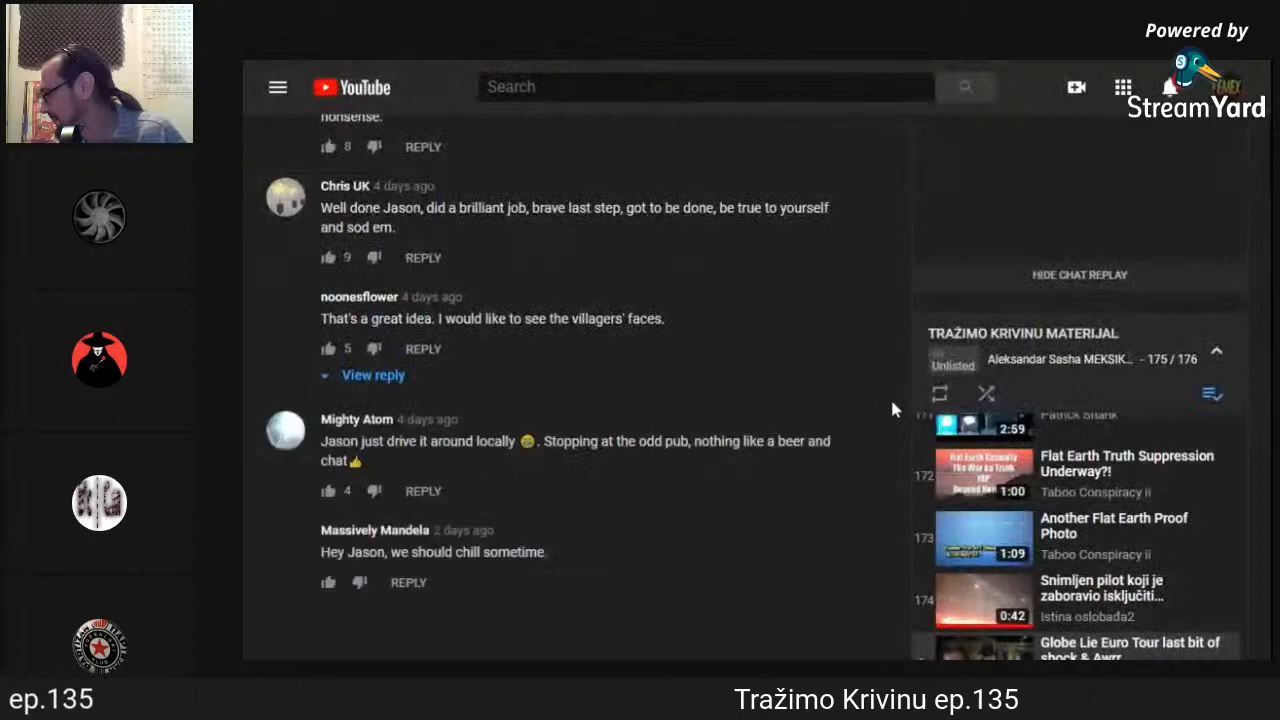 Powered by
StreamYard
YouTube
Search
nonsense.
8
REPLY
Chris UK 4 days ago
Well done Jason, did a brilliant job, brave last step, got to be done, be true to yourself
and sod em.
9
REPLY
noonesflower 4 days ago
That's a great idea. I would like to see the villagers' faces.
5
REPLY
View reply
Mighty Atom 4 days ago
Jason just drive it around locally 😁. Stopping at the odd pub, nothing like a beer and
chat👍
4
REPLY
Massively Mandela 2 days ago
Hey Jason, we should chill sometime.
REPLY
HIDE CHAT REPLAY
TRAŽIMO KRIVINU MATERIJAL
Unlisted
Aleksandar Sasha MEKSIK... - 175 / 176
171
2:59
Patrick Shank
172
1:00
Flat Earth Truth Suppression
Underway?!
Taboo Conspiracy ii
173
1:09
Another Flat Earth Proof
Photo
Taboo Conspiracy ii
174
0:42
Snimljen pilot koji je
zaboravio isključiti...
Istina oslobađa2
Globe Lie Euro Tour last bit of
shock & Awrr
ep.135
Tražimo Krivinu ep.135